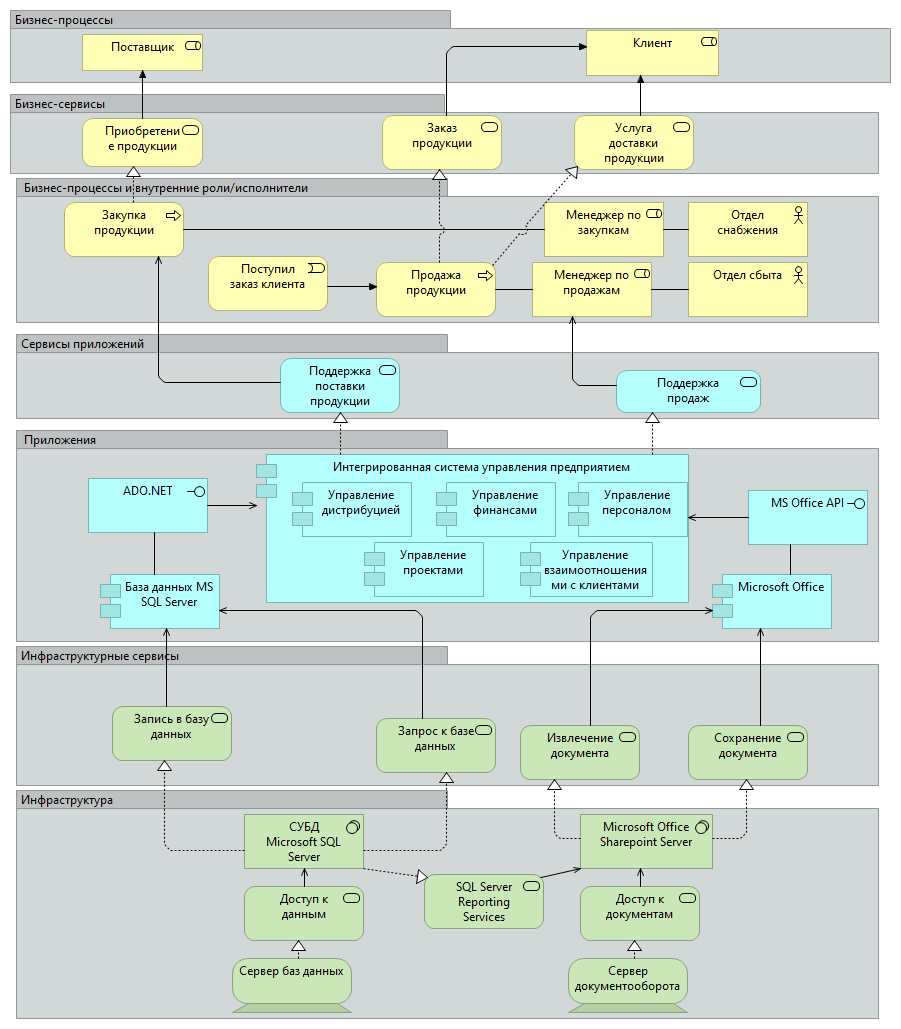 Бизнес-процессы
Поставщик
Клиент
Бизнес-сервисы
Приобретени
е продукции
Заказ
продукции
Услуга
доставки
продукции
Бизнес-процессы и внутренние роли/исполнители
Закупка
продукции
Менеджер по
закупкам
Отдел
снабжения
Поступил
заказ клиента
Продажа
продукции
Менеджер по
продажам
Отдел сбыта
Сервисы приложений
Поддержка
поставки
продукции
Поддержка
продаж
Приложения
Интегрированная система управления предприятием
ADO.NET
Управление
дистрибуцией
Управление
финансами
Управление
персоналом
MS Office API
Управление
проектами
Управление
взаимоотношения
ми с клиентами
База данных MS
SQL Server
Microsoft Office
Инфраструктурные сервисы
Запись в базу
данных
Запрос к базе
данных
Извлечение
документа
Сохранение
документа
Инфраструктура
СУБД
Microsoft SQL
Server
Microsoft Office
Sharepoint Server
SQL Server
Reporting
Services
Доступ к
данным
Доступ к
документам
Сервер баз данных
Сервер
документооборота